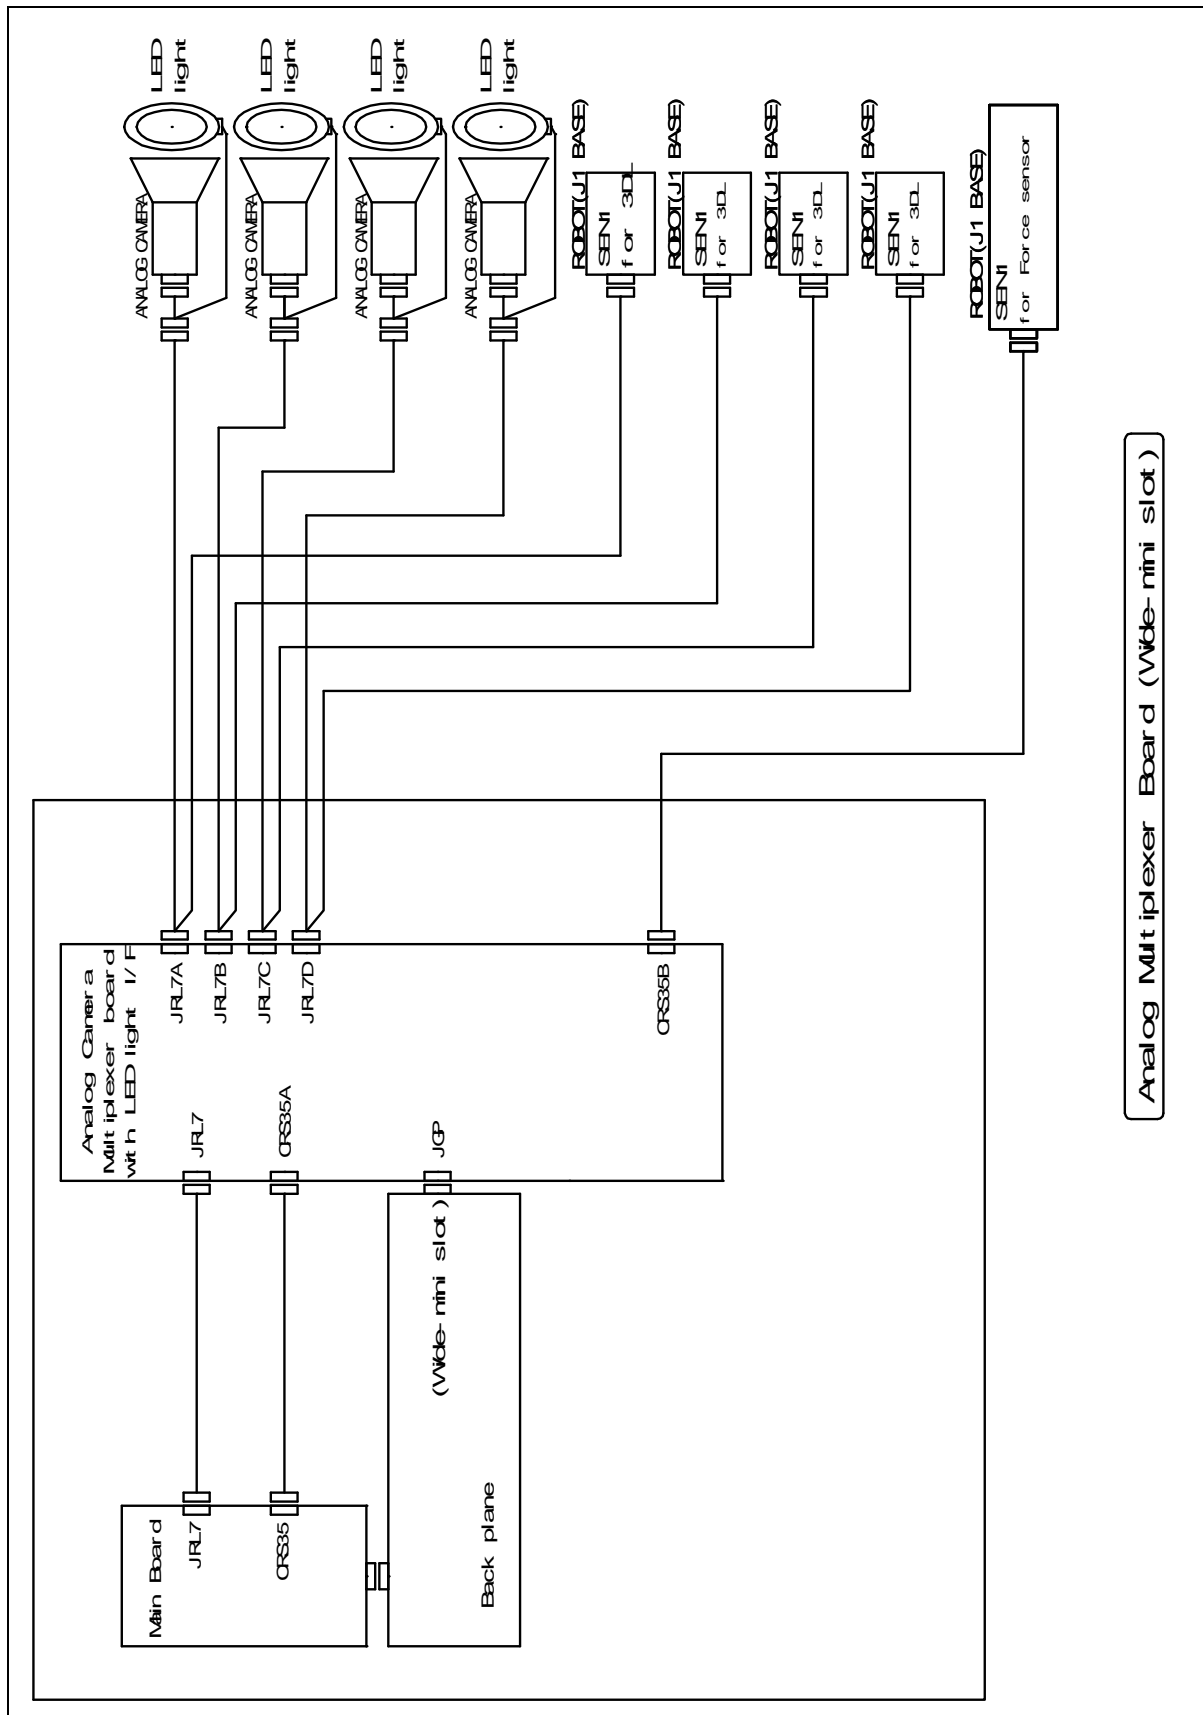 LED
light
LED
light
LED
light
LED
light
ANALOG CAMERA
ANALOG CAMERA
ANALOG CAMERA
ANALOG CAMERA
ROBOT(J1 BASE)
SEN1
for 3DL
ROBOT(J1 BASE)
SEN1
for 3DL
ROBOT(J1 BASE)
SEN1
for 3DL
ROBOT(J1 BASE)
SEN1
for 3DL
ROBOT(J1 BASE)
SEN1
for Force sensor
Analog Camera
Multiplexer board
with LED light I/F
JRL7A
JRL7B
JRL7C
JRL7D
CRS35B
JRL7
CRS35A
JGP
(Wide-mini slot)
Back plane
Main Board
JRL7
CRS35
Analog Multiplexer Board (Wide-mini slot)